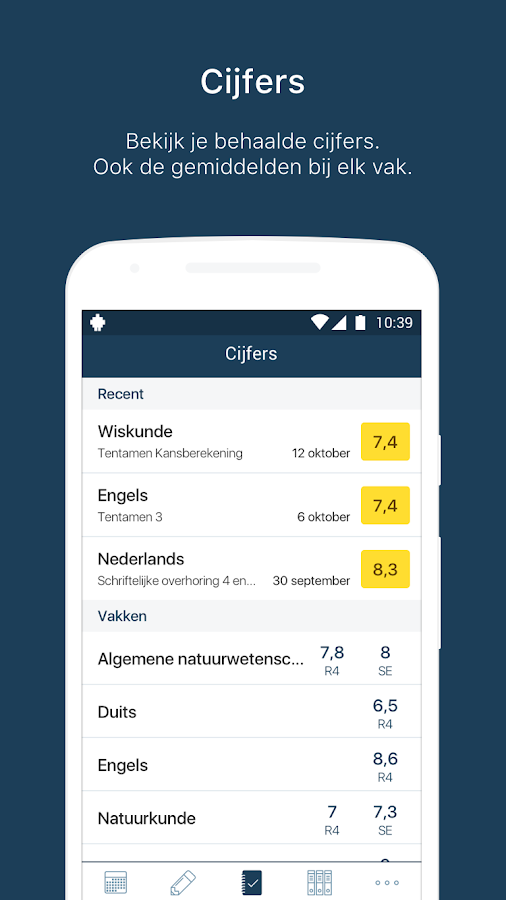 Cijfers
Bekijk je behaalde cijfers.
Ook de gemiddelden bij elk vak.
10:39
Cijfers
Recent
Wiskunde
Tentamen Kansberekening 12 oktober 7,4
Engels
Tentamen 3 6 oktober 7,4
Nederlands
Schriftelijke overhoring 4 en... 30 september 8,3
Vakken
Algemene natuurwetensc... 7,8 8
R4 SE
Duits 6,5
R4
Engels 8,6
R4
Natuurkunde 7 7,3
R4 SE